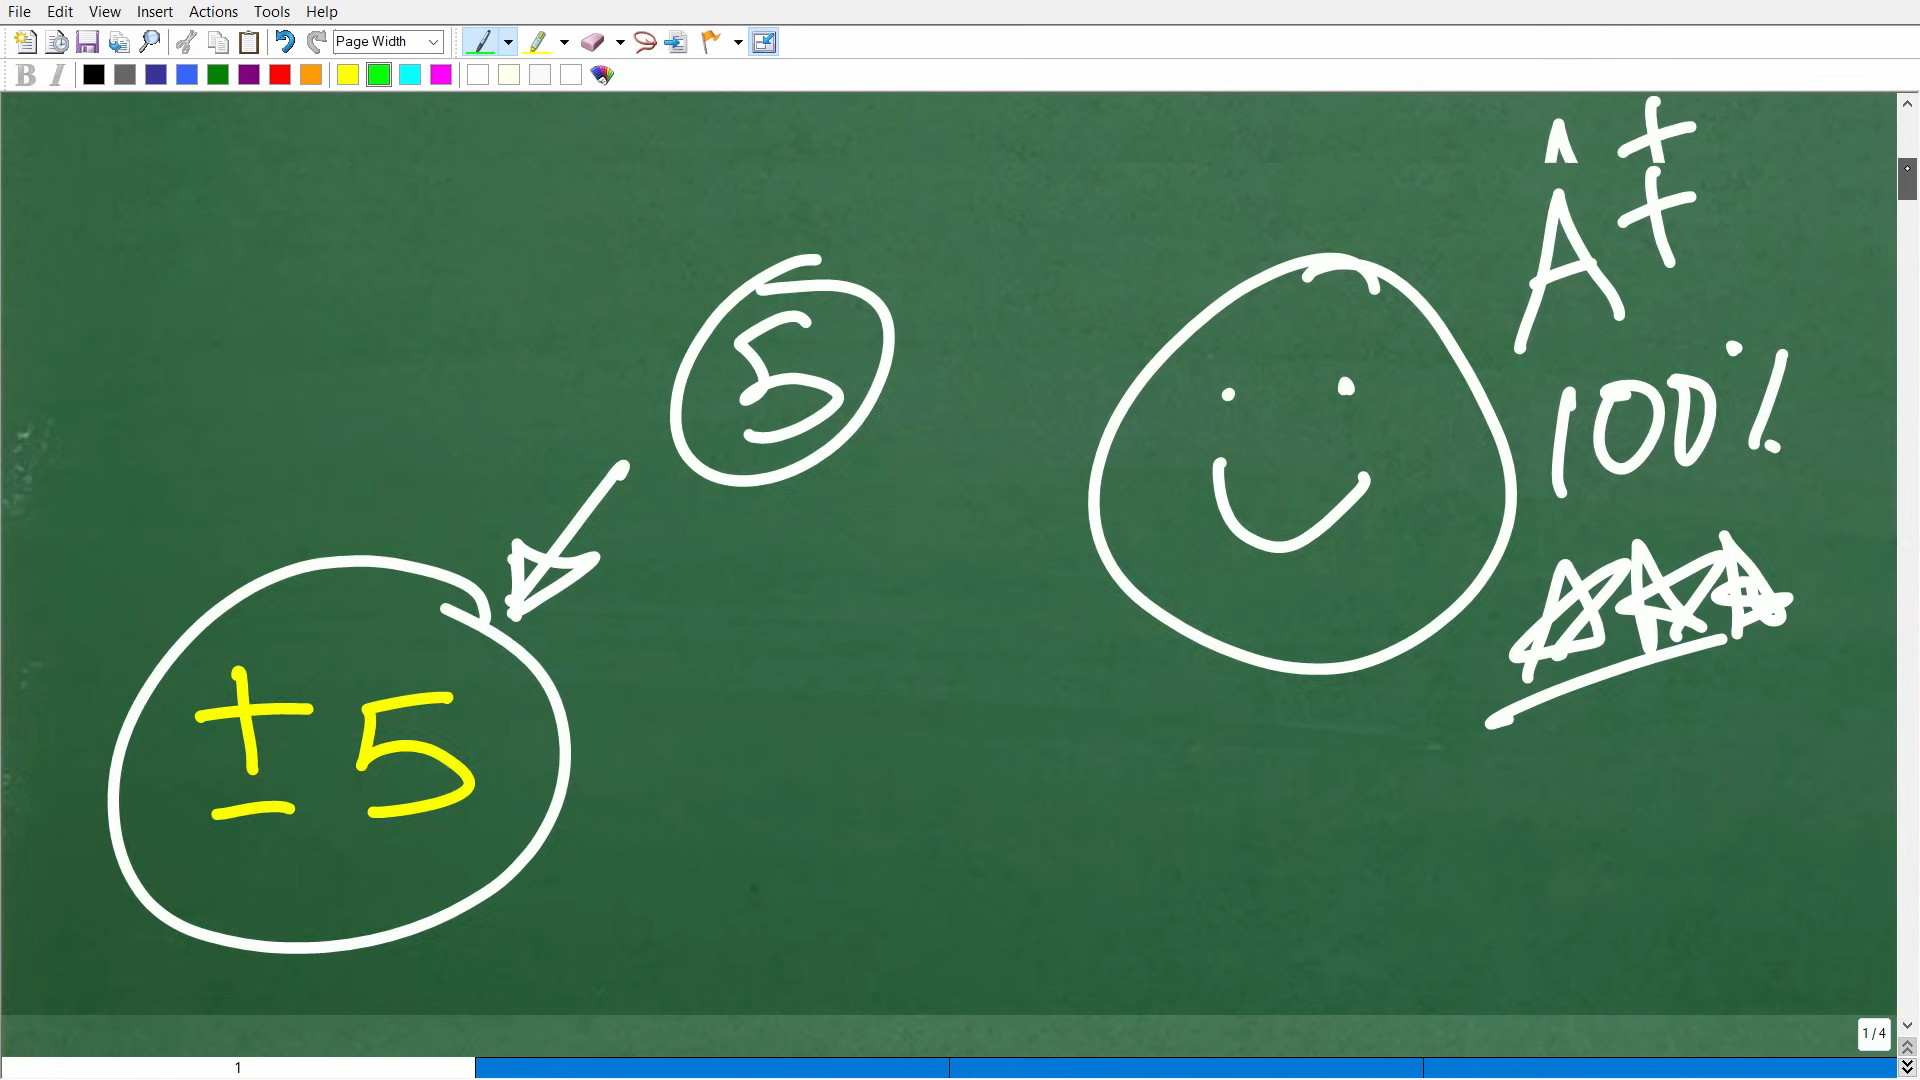 File Edit View Insert Actions Tools Help
Page Width
B I
A+
100%
5
± 5
1 / 4
1